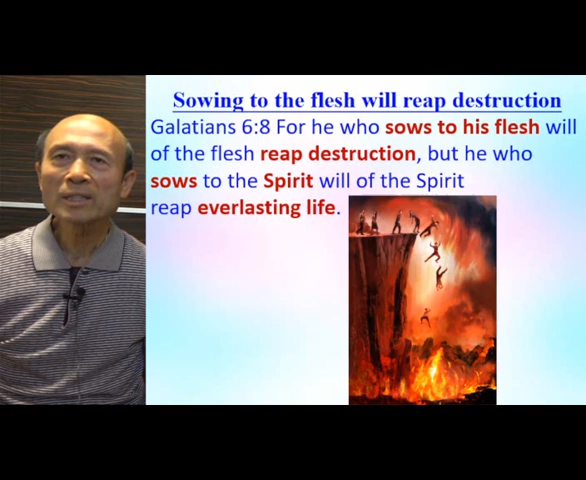 Sowing to the flesh will reap destruction
Galatians 6:8 For he who sows to his flesh will
of the flesh reap destruction, but he who
sows to the Spirit will of the Spirit
reap everlasting life.